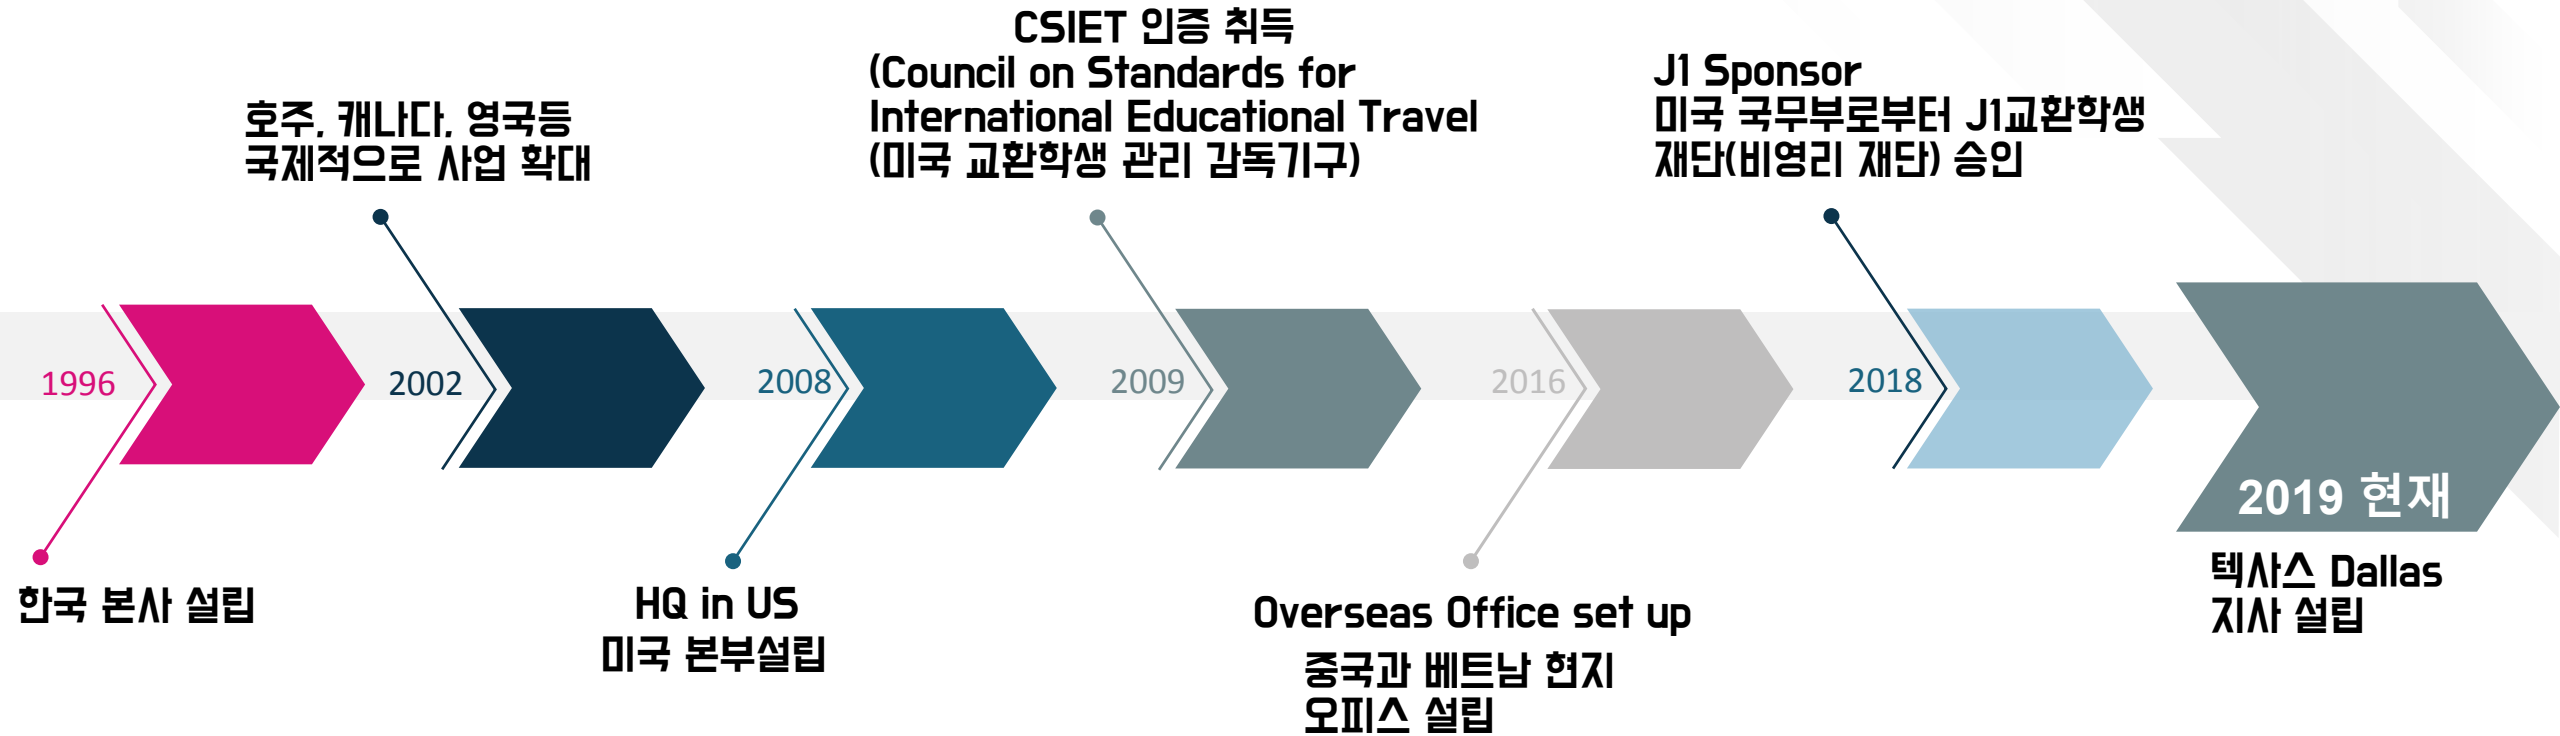 1996
한국 본사 설립
호주, 캐나다, 영국등
국제적으로 사업 확대
2002
2008
HQ in US
미국 본부설립
CSIET 인증 취득
(Council on Standards for
International Educational Travel
(미국 교환학생 관리 감독기구)
2009
2016
Overseas Office set up
중국과 베트남 현지
오피스 설립
J1 Sponsor
미국 국무부로부터 J1교환학생
재단(비영리 재단) 승인
2018
2019 현재
텍사스 Dallas
지사 설립